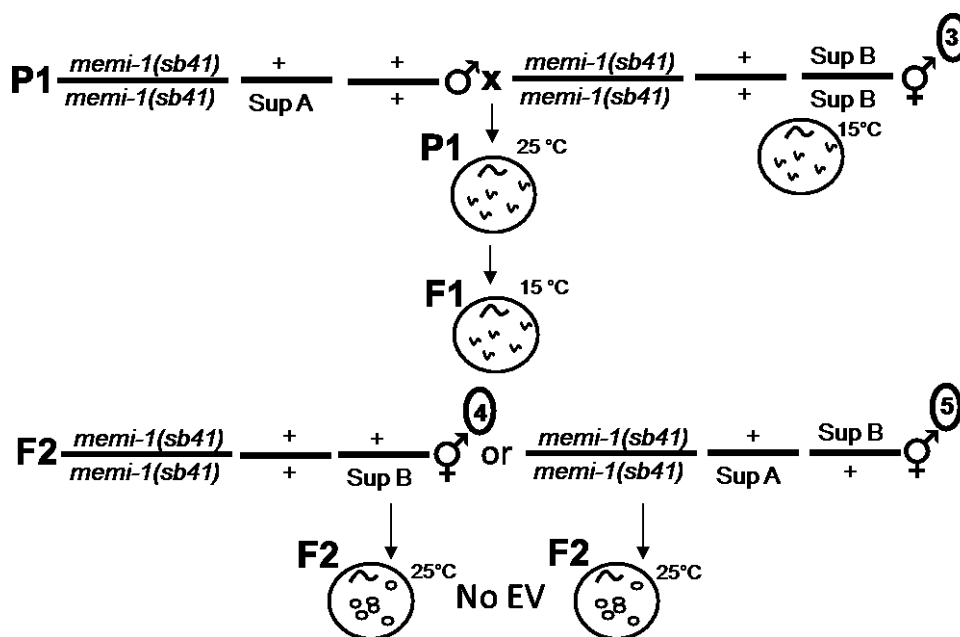 P1 memi-1(sb41) / memi-1(sb41) + / Sup A + / + ♂ x memi-1(sb41) / memi-1(sb41) + / + Sup B / Sup B ⚥ 3
P1 25 °C
15°C
F1 15 °C
F2 memi-1(sb41) / memi-1(sb41) + / + + / Sup B ⚥ 4 or memi-1(sb41) / memi-1(sb41) + / Sup A Sup B / + ⚥ 5
F2 25°C No EV F2 25°C